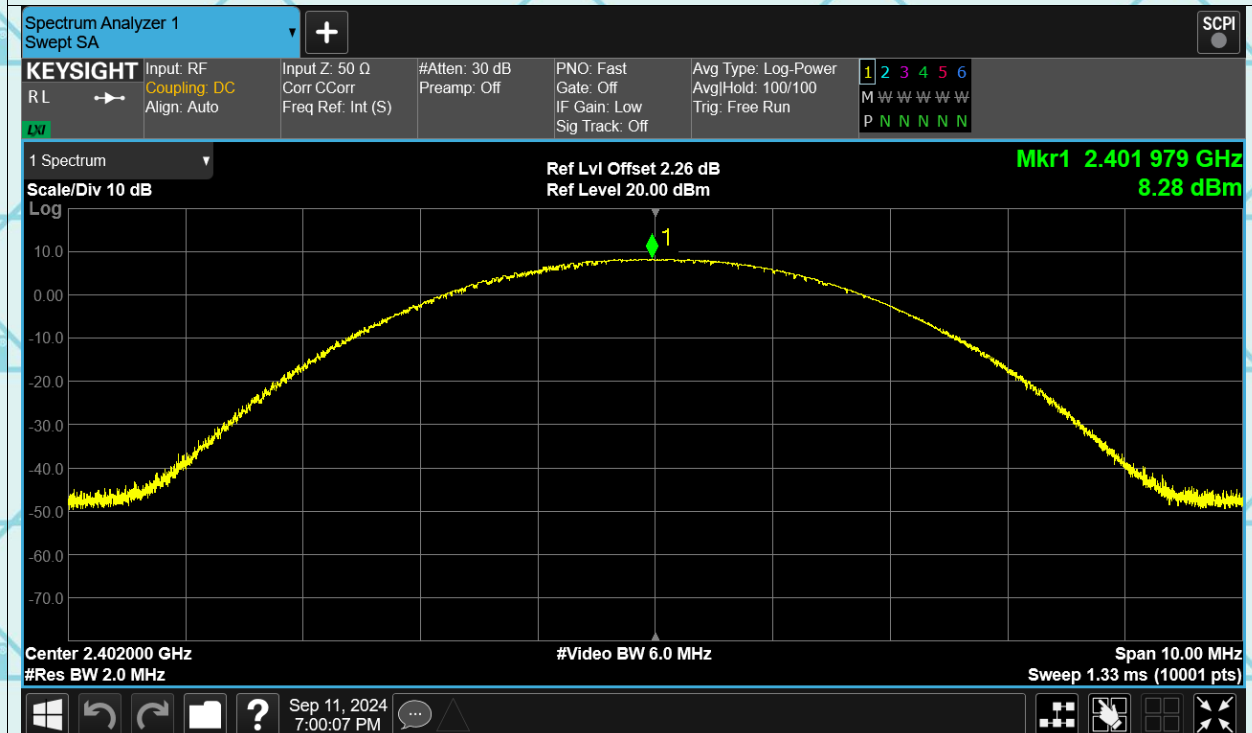 Spectrum Analyzer 1
Swept SA
+
SCPI
KEYSIGHT
RL
LXI
Input: RF
Coupling: DC
Align: Auto
Input Z: 50 Ω
Corr CCorr
Freq Ref: Int (S)
#Atten: 30 dB
Preamp: Off
PNO: Fast
Gate: Off
IF Gain: Low
Sig Track: Off
Avg Type: Log-Power
Avg|Hold: 100/100
Trig: Free Run
1 2 3 4 5 6
M W W W W W W
P N N N N N N
1 Spectrum
Scale/Div 10 dB
Log
Ref Lvl Offset 2.26 dB
Ref Level 20.00 dBm
Mkr1 2.401 979 GHz
8.28 dBm
1
10.0
0.00
-10.0
-20.0
-30.0
-40.0
-50.0
-60.0
-70.0
Center 2.402000 GHz
#Res BW 2.0 MHz
#Video BW 6.0 MHz
Span 10.00 MHz
Sweep 1.33 ms (10001 pts)
?
Sep 11, 2024
7:00:07 PM